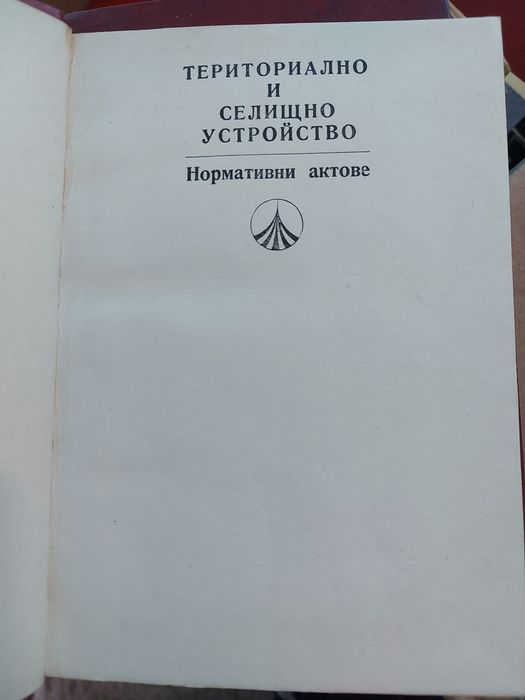 ТЕРИТОРИАЛНО
И
СЕЛИЩНО
УСТРОЙСТВО
Нормативни актове